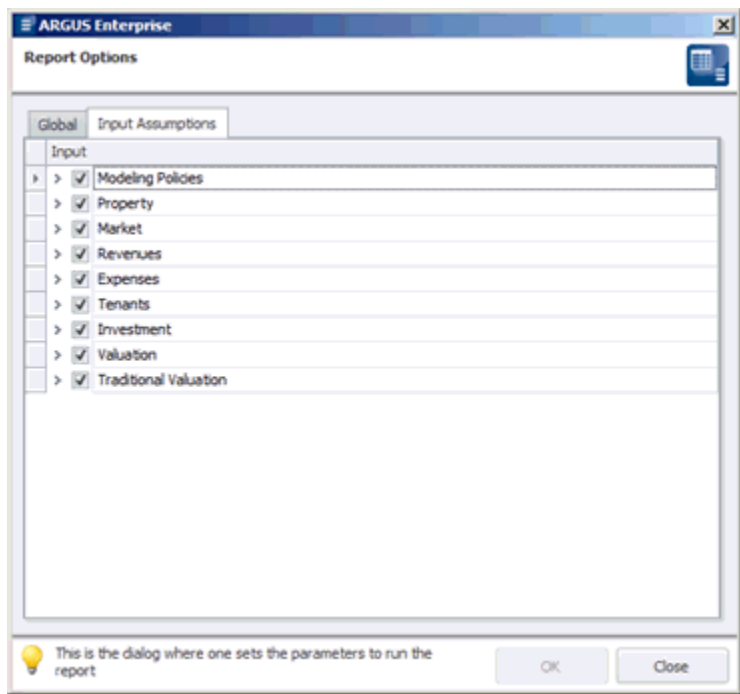 ARGUS Enterprise
Report Options
Global Input Assumptions
Input
Modeling Policies
Property
Market
Revenues
Expenses
Tenants
Investment
Valuation
Traditional Valuation
This is the dialog where one sets the parameters to run the
report
OK Close